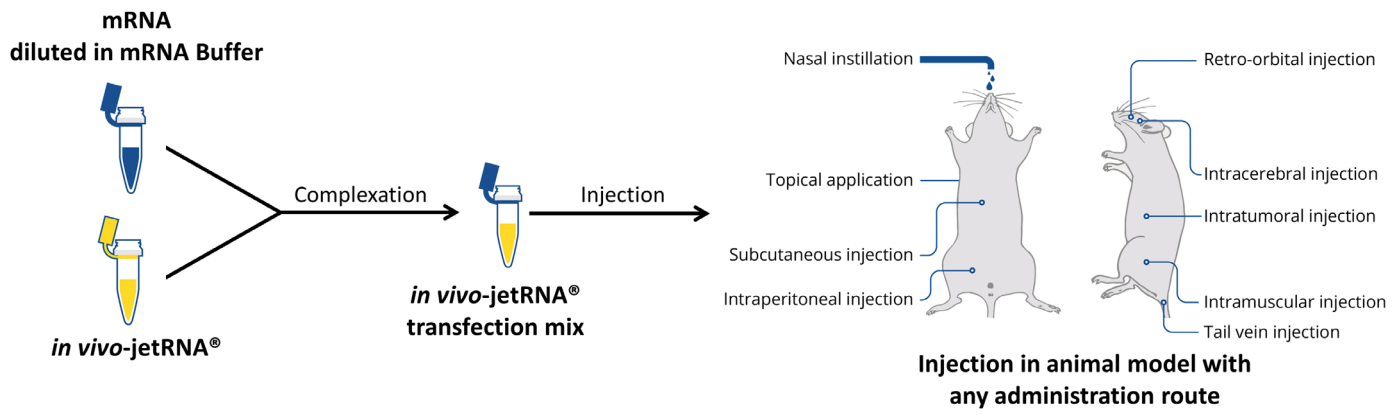 mRNA
diluted in mRNA Buffer
in vivo-jetRNA®
Complexation
in vivo-jetRNA®
transfection mix
Injection
Nasal instillation
Topical application
Subcutaneous injection
Intraperitoneal injection
Retro-orbital injection
Intracerebral injection
Intratumoral injection
Intramuscular injection
Tail vein injection
Injection in animal model with
any administration route